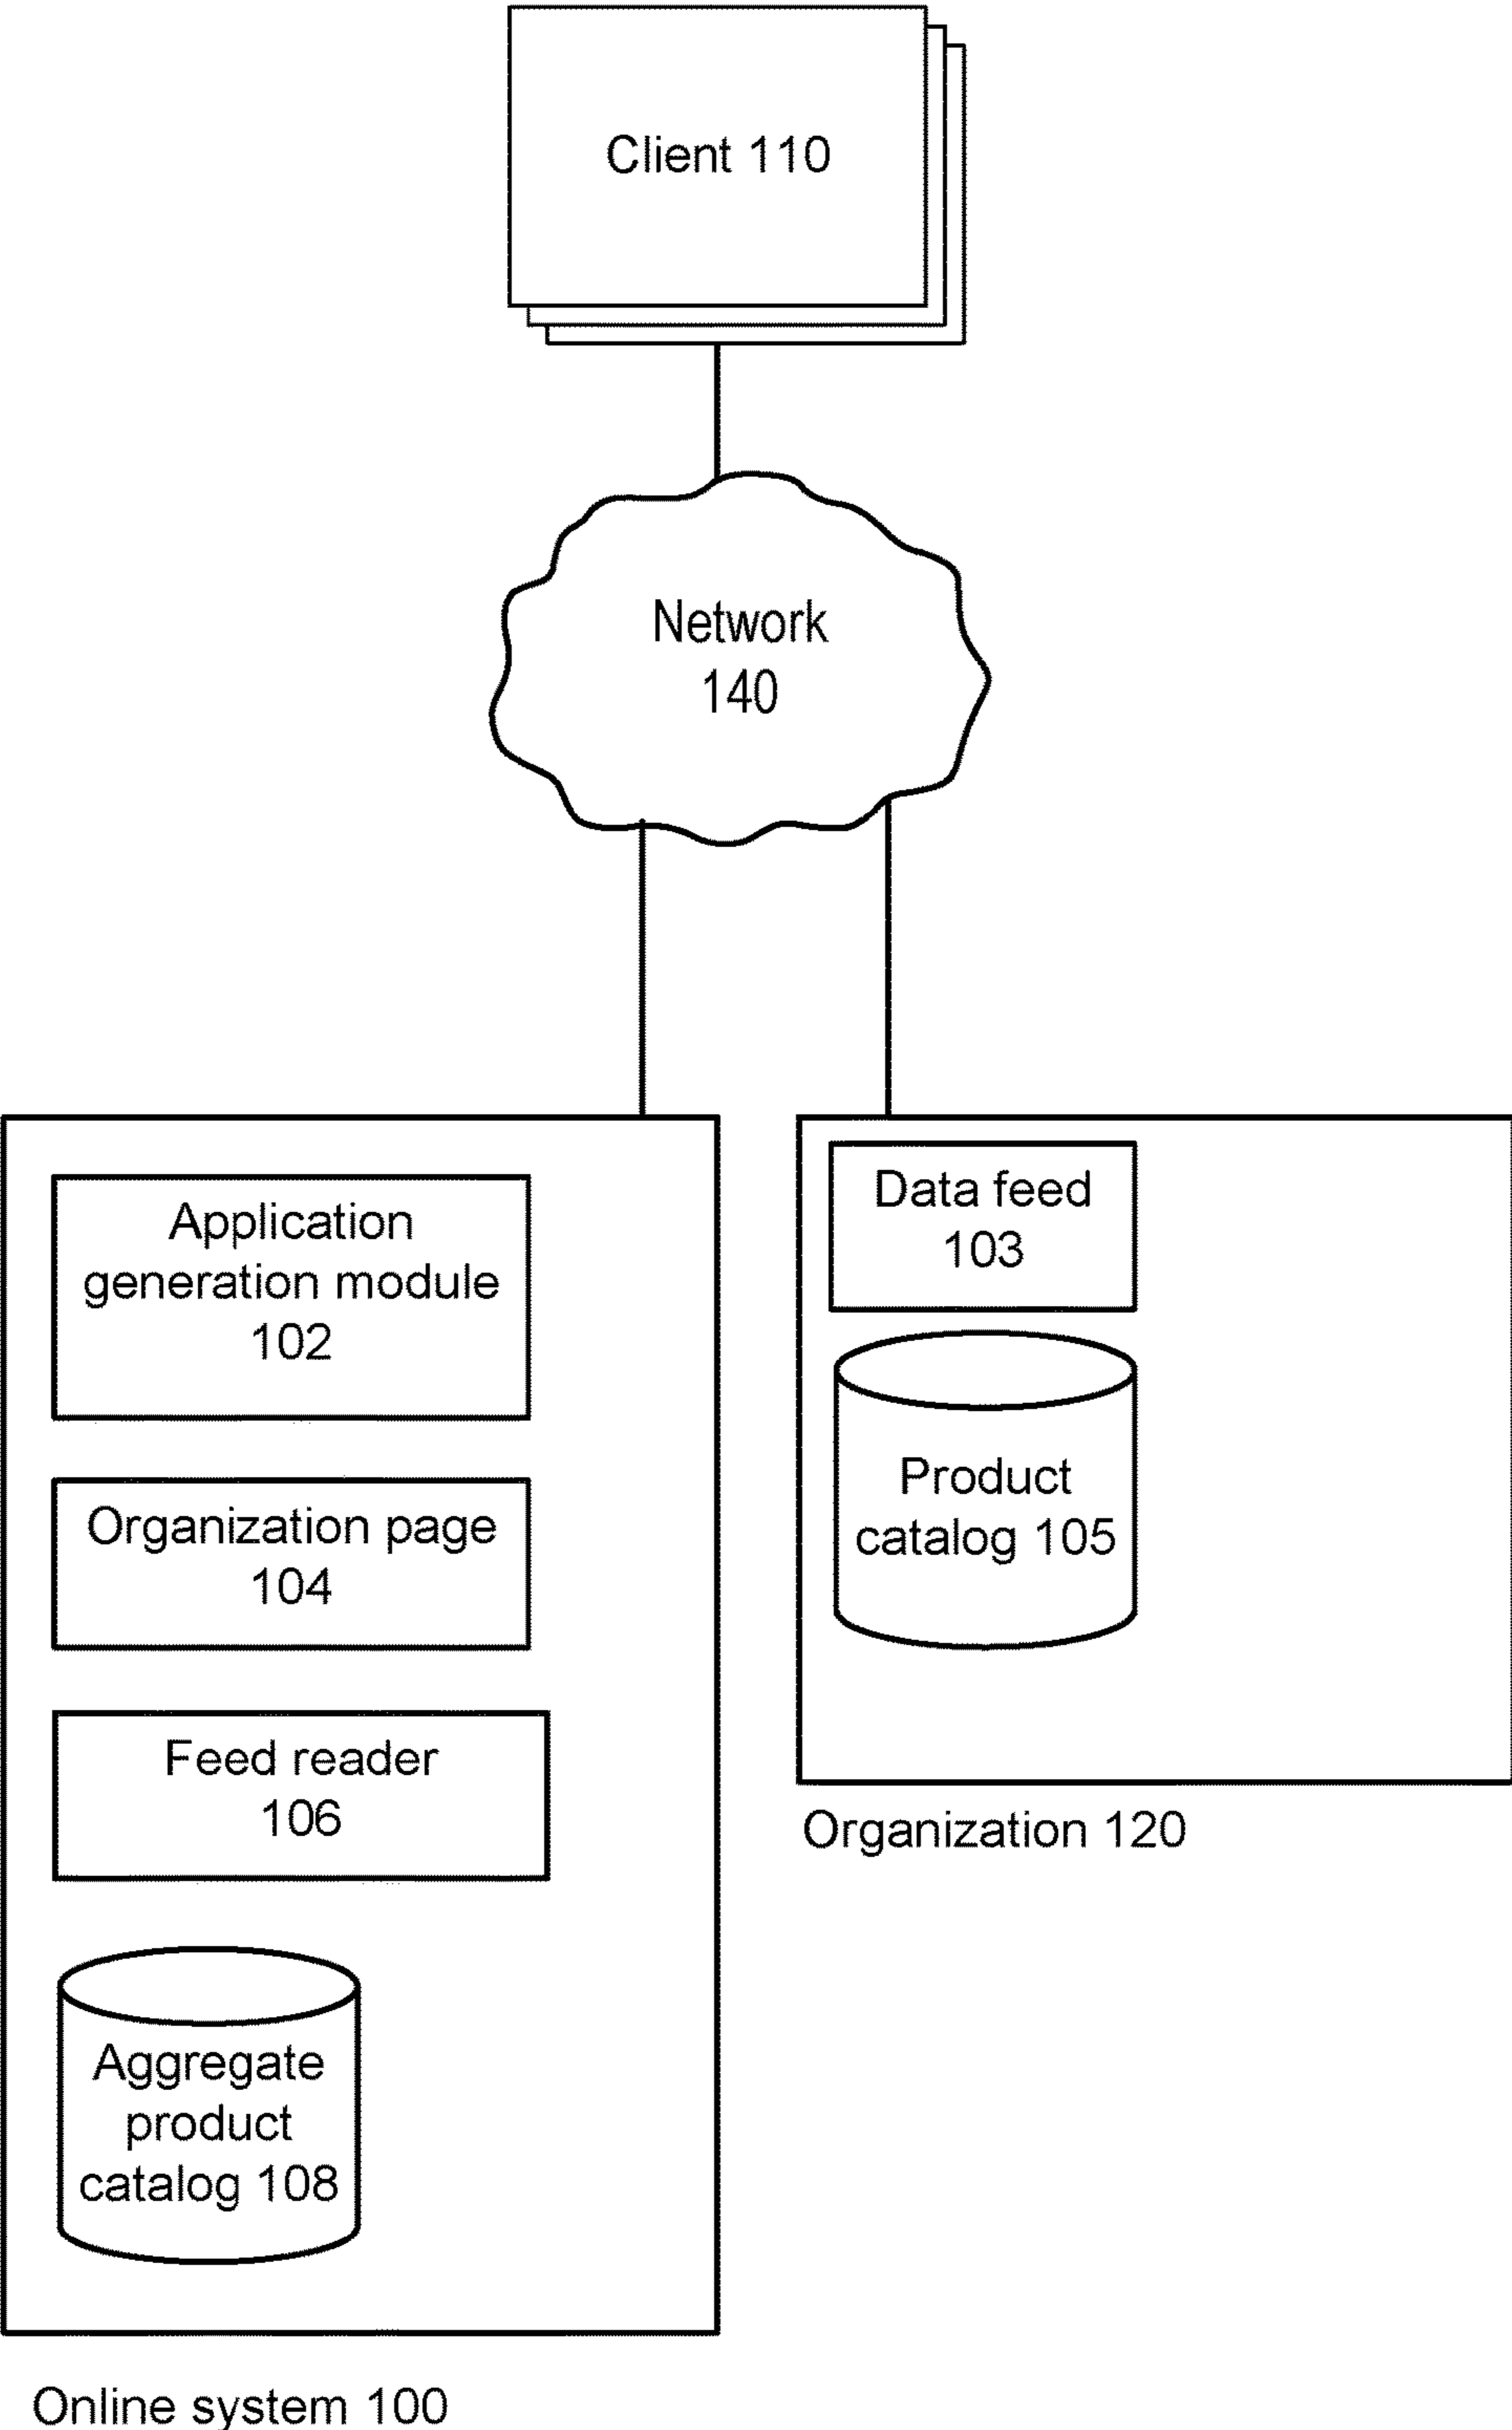 Client 110
Network
140
Application
generation module
102
Organization page
104
Feed reader
106
Aggregate
product
catalog 108
Online system 100
Data feed
103
Product
catalog 105
Organization 120